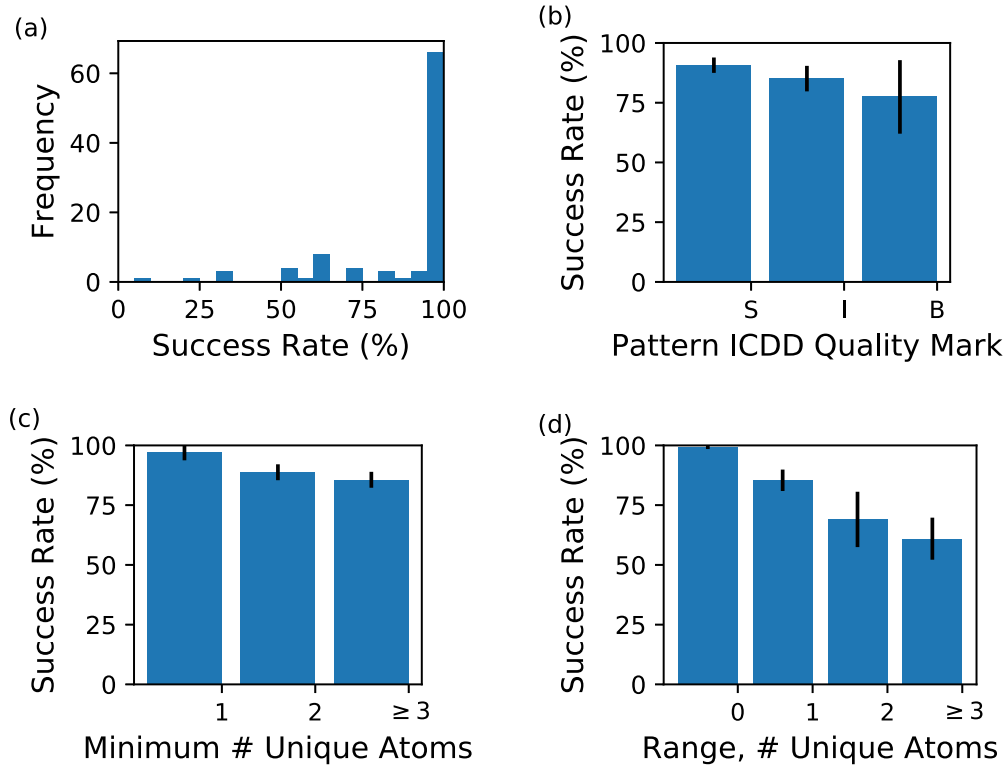 (a)
Frequency
60
40
20
0
0 25 50 75 100
Success Rate (%)
(b)
Success Rate (%)
100
75
50
25
0
S I B
Pattern ICDD Quality Mark
(c)
Success Rate (%)
100
75
50
25
0
1 2 ≥3
Minimum # Unique Atoms
(d)
Success Rate (%)
100
75
50
25
0
0 1 2 ≥3
Range, # Unique Atoms